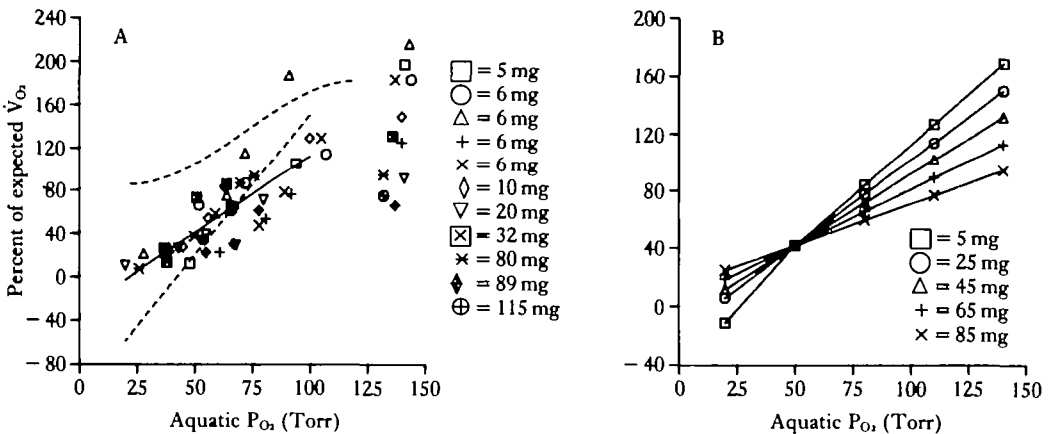 A
Percent of expected V̇O₂
240
200
160
120
80
40
0
− 40
− 80
0 25 50 75 100 125 150
Aquatic PO₂ (Torr)
= 5 mg
= 6 mg
= 6 mg
= 6 mg
= 6 mg
= 10 mg
= 20 mg
= 32 mg
= 80 mg
= 89 mg
= 115 mg
B
200
160
120
80
40
0
− 40
0 25 50 75 100 125 150
Aquatic PO₂ (Torr)
= 5 mg
= 25 mg
= 45 mg
= 65 mg
= 85 mg